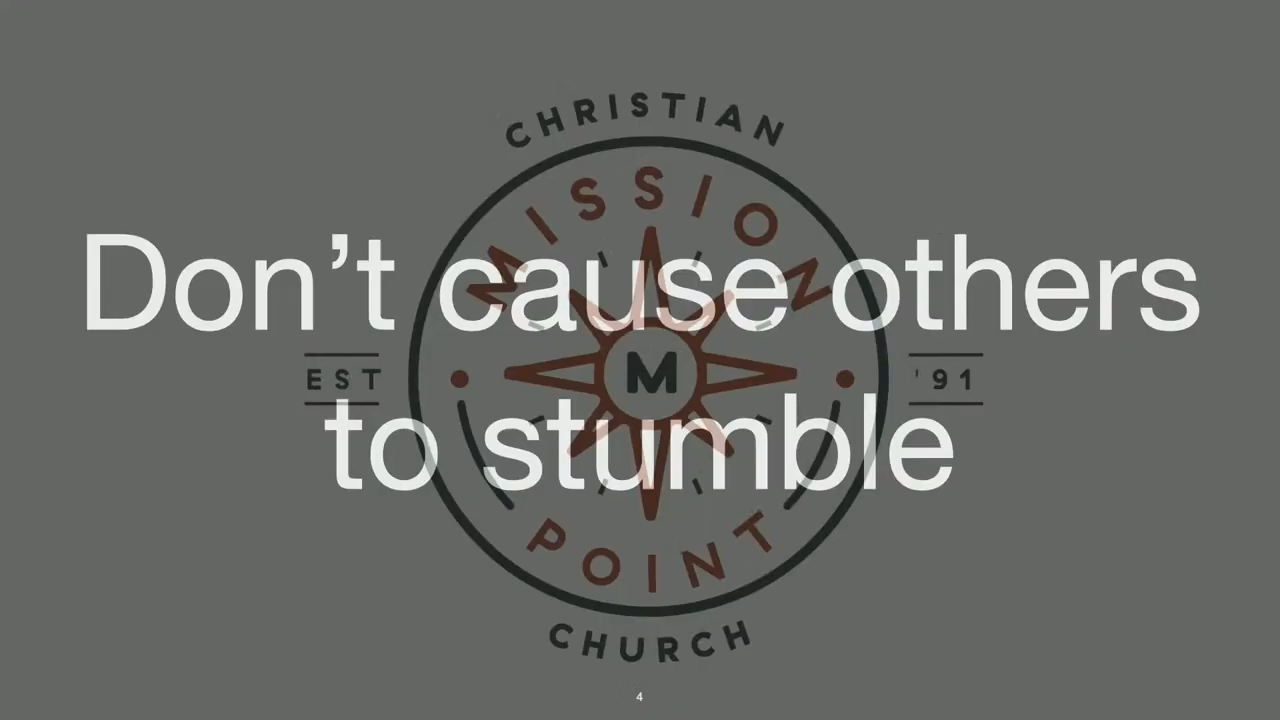 CHRISTIAN
MISSION
Don’t cause others
EST
M
'91
to stumble
POINT
CHURCH
4